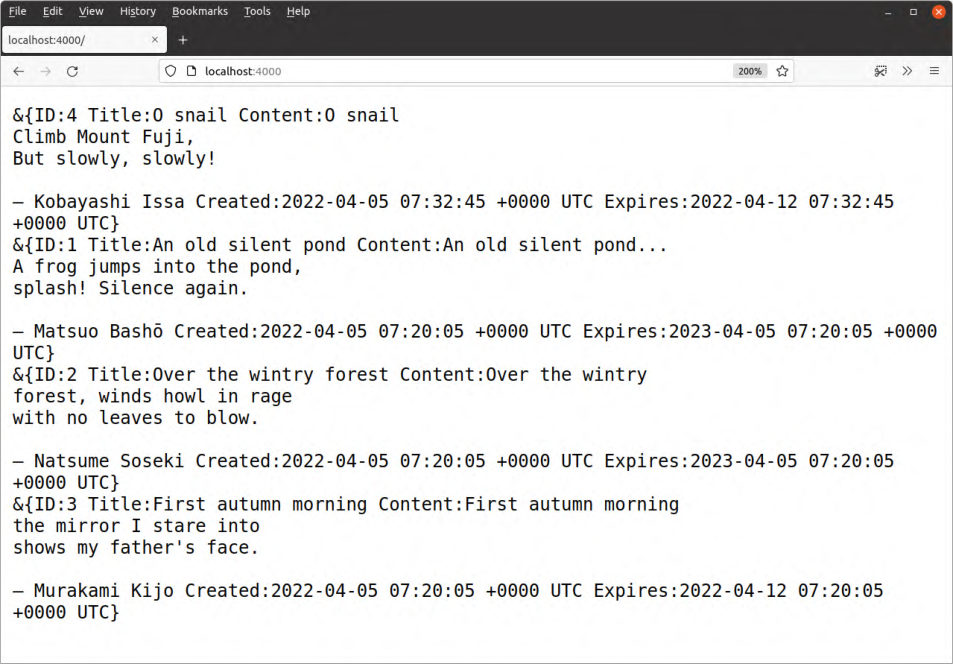 File Edit View History Bookmarks Tools Help
localhost:4000/
localhost:4000 200%
&{ID:4 Title:O snail Content:O snail
Climb Mount Fuji,
But slowly, slowly!
– Kobayashi Issa Created:2022-04-05 07:32:45 +0000 UTC Expires:2022-04-12 07:32:45
+0000 UTC}
&{ID:1 Title:An old silent pond Content:An old silent pond...
A frog jumps into the pond,
splash! Silence again.
– Matsuo Bashō Created:2022-04-05 07:20:05 +0000 UTC Expires:2023-04-05 07:20:05 +0000
UTC}
&{ID:2 Title:Over the wintry forest Content:Over the wintry
forest, winds howl in rage
with no leaves to blow.
– Natsume Soseki Created:2022-04-05 07:20:05 +0000 UTC Expires:2023-04-05 07:20:05
+0000 UTC}
&{ID:3 Title:First autumn morning Content:First autumn morning
the mirror I stare into
shows my father's face.
– Murakami Kijo Created:2022-04-05 07:20:05 +0000 UTC Expires:2022-04-12 07:20:05
+0000 UTC}